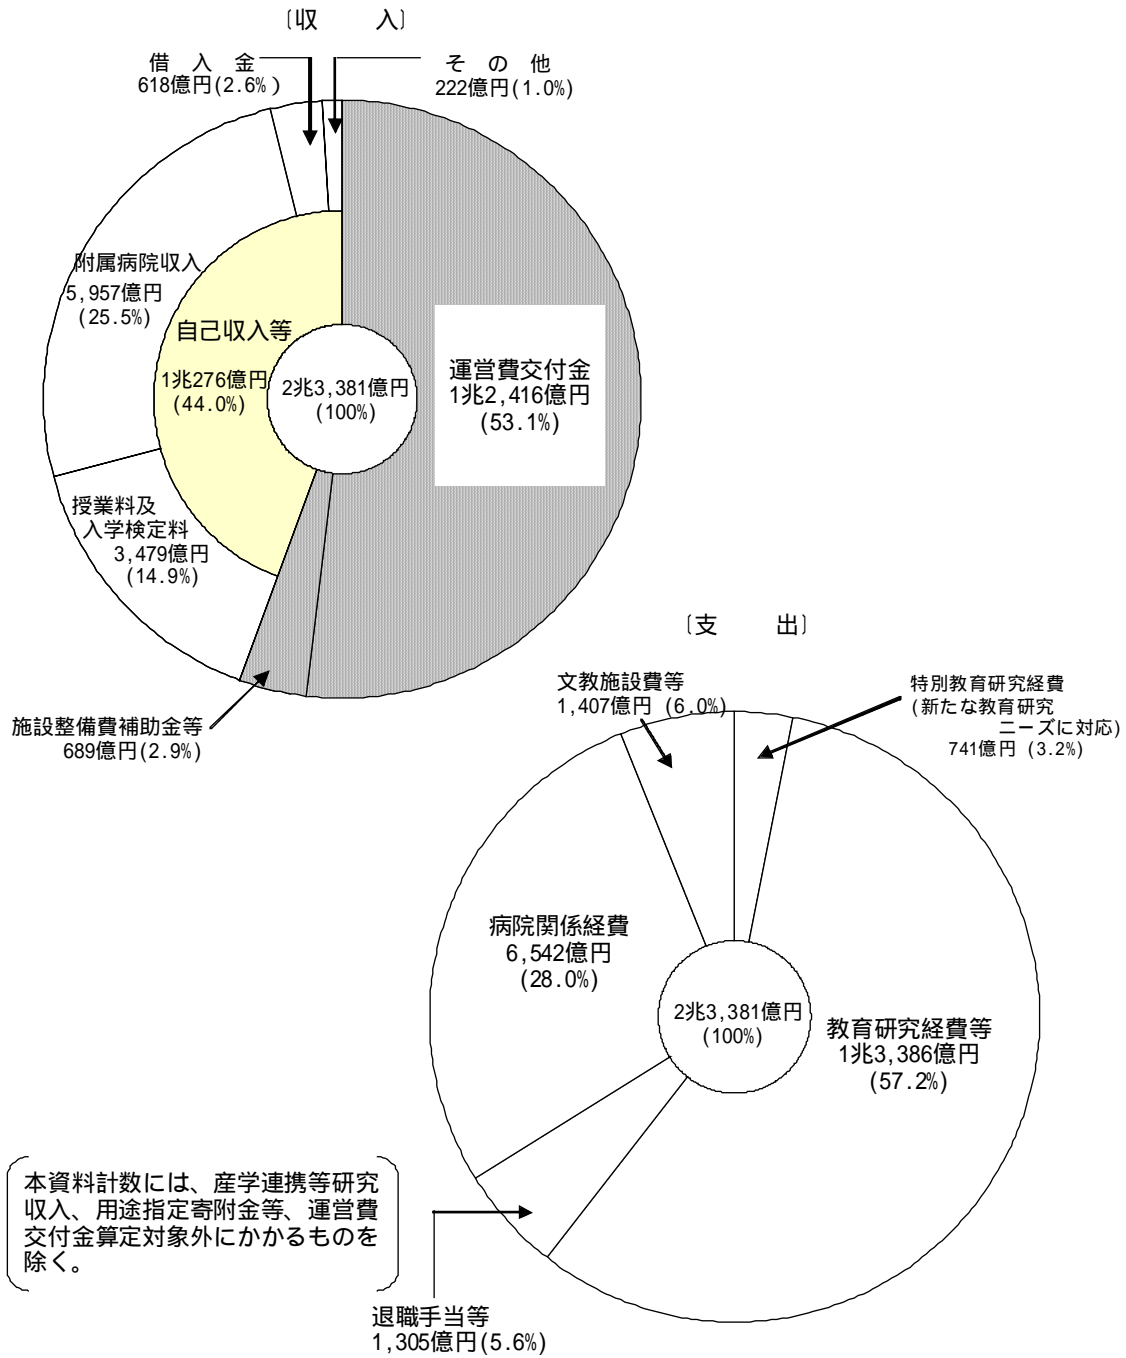 〔収　　入〕
借　入　金
618億円(2.6%)
そ　の　他
222億円(1.0%)
附属病院収入
5,957億円
(25.5%)
自己収入等
1兆276億円
(44.0%)
2兆3,381億円
(100%)
運営費交付金
1兆2,416億円
(53.1%)
授業料及
入学検定料
3,479億円
(14.9%)
施設整備費補助金等
689億円(2.9%)
〔支　　出〕
文教施設費等
1,407億円 (6.0%)
特別教育研究経費
(新たな教育研究
ニーズに対応)
741億円 (3.2%)
病院関係経費
6,542億円
(28.0%)
2兆3,381億円
(100%)
教育研究経費等
1兆3,386億円
(57.2%)
本資料計数には、産学連携等研究
収入、用途指定寄附金等、運営費
交付金算定対象外にかかるものを
除く。
退職手当等
1,305億円(5.6%)